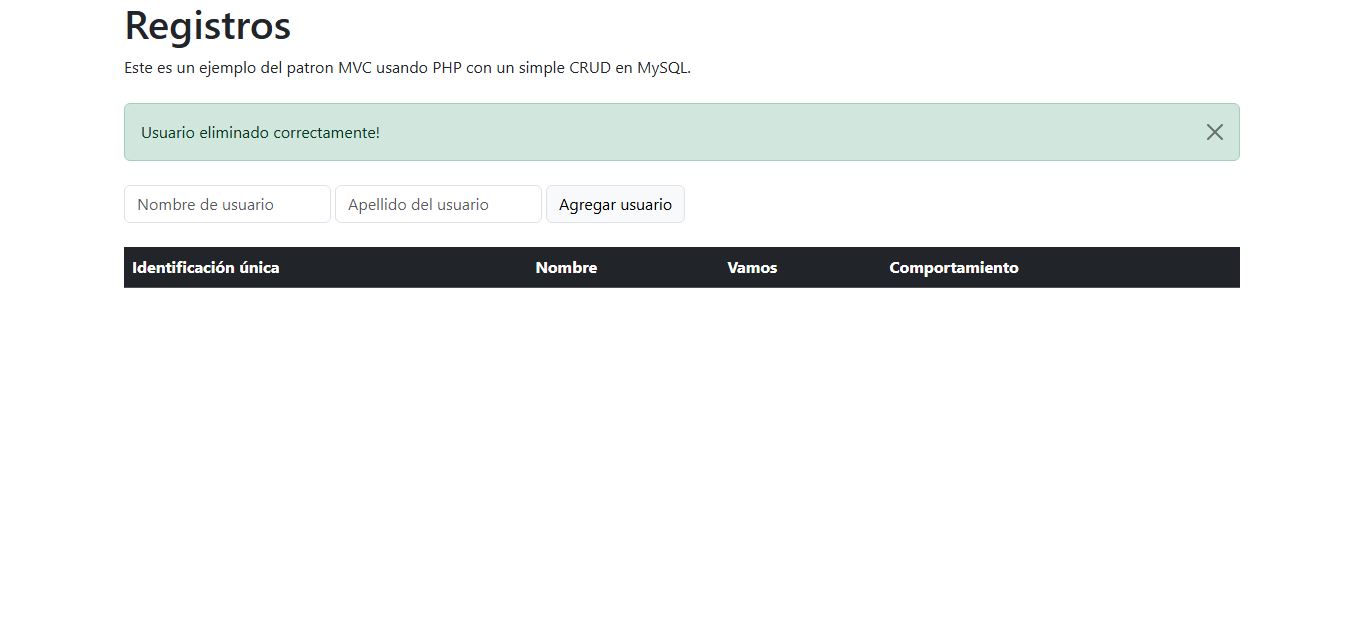 Registros
Este es un ejemplo del patron MVC usando PHP con un simple CRUD en MySQL.
Usuario eliminado correctamente!
Nombre de usuario Apellido del usuario Agregar usuario
Identificación única Nombre Vamos Comportamiento